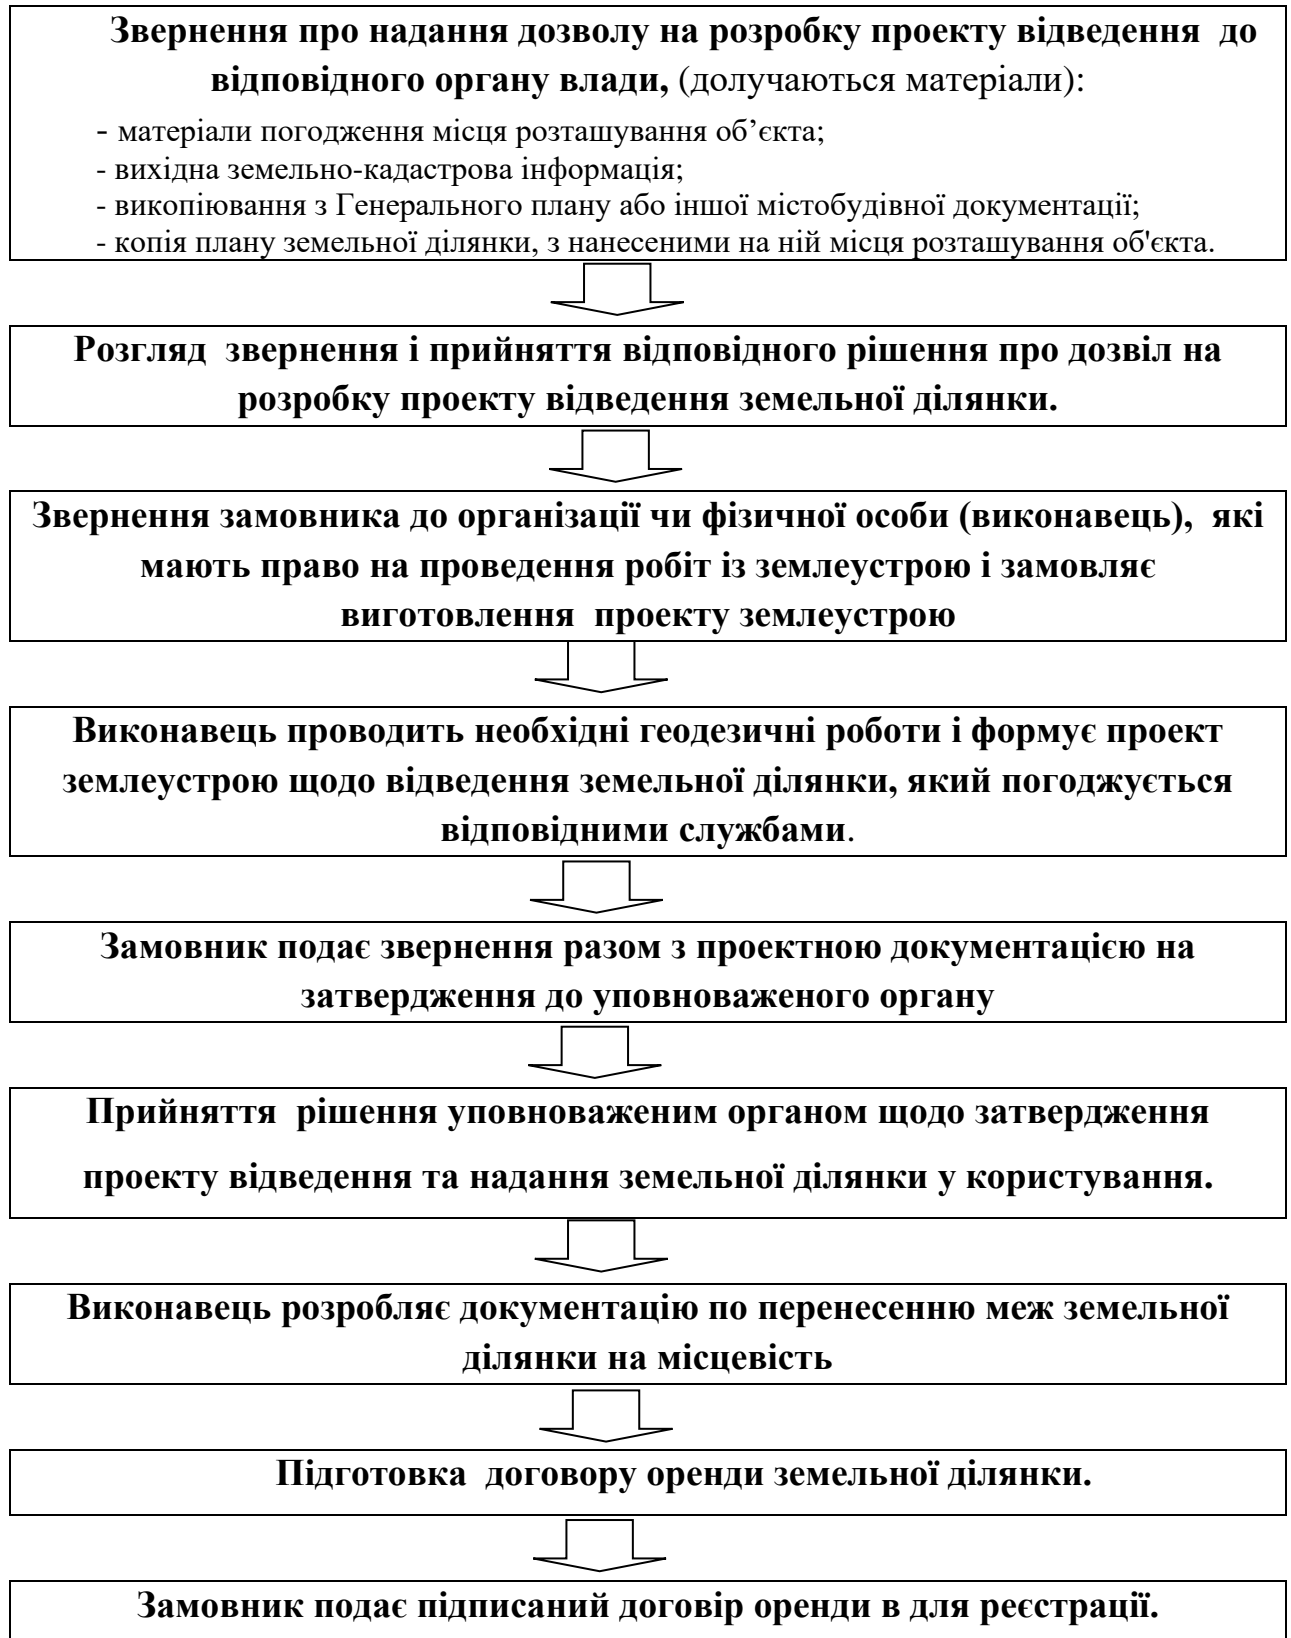 Звернення про надання дозволу на розробку проекту відведення до
відповідного органу влади, (долучаються матеріали):
- матеріали погодження місця розташування об’єкта;
- вихідна земельно-кадастрова інформація;
- викопіювання з Генерального плану або іншої містобудівної документації;
- копія плану земельної ділянки, з нанесеними на ній місця розташування об'єкта.
Розгляд звернення і прийняття відповідного рішення про дозвіл на
розробку проекту відведення земельної ділянки.
Звернення замовника до організації чи фізичної особи (виконавець), які
мають право на проведення робіт із землеустрою і замовляє
виготовлення проекту землеустрою
Виконавець проводить необхідні геодезичні роботи і формує проект
землеустрою щодо відведення земельної ділянки, який погоджується
відповідними службами.
Замовник подає звернення разом з проектною документацією на
затвердження до уповноваженого органу
Прийняття рішення уповноваженим органом щодо затвердження
проекту відведення та надання земельної ділянки у користування.
Виконавець розробляє документацію по перенесенню меж земельної
ділянки на місцевість
Підготовка договору оренди земельної ділянки.
Замовник подає підписаний договір оренди в для реєстрації.